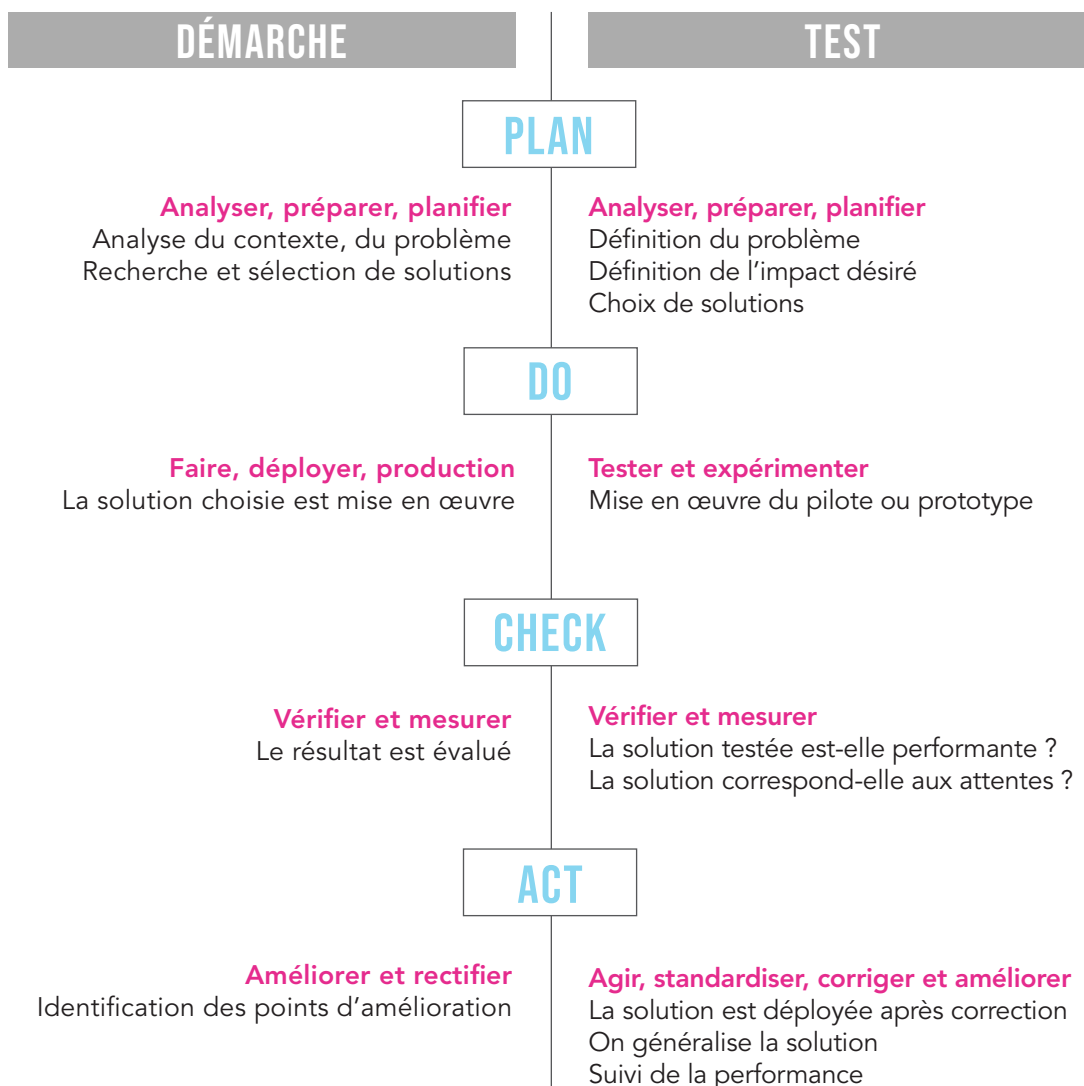 DÉMARCHE
TEST
PLAN
Analyser, préparer, planifier
Analyse du contexte, du problème
Recherche et sélection de solutions
Analyser, préparer, planifier
Définition du problème
Définition de l’impact désiré
Choix de solutions
DO
Faire, déployer, production
La solution choisie est mise en œuvre
Tester et expérimenter
Mise en œuvre du pilote ou prototype
CHECK
Vérifier et mesurer
Le résultat est évalué
Vérifier et mesurer
La solution testée est-elle performante ?
La solution correspond-elle aux attentes ?
ACT
Améliorer et rectifier
Identification des points d’amélioration
Agir, standardiser, corriger et améliorer
La solution est déployée après correction
On généralise la solution
Suivi de la performance